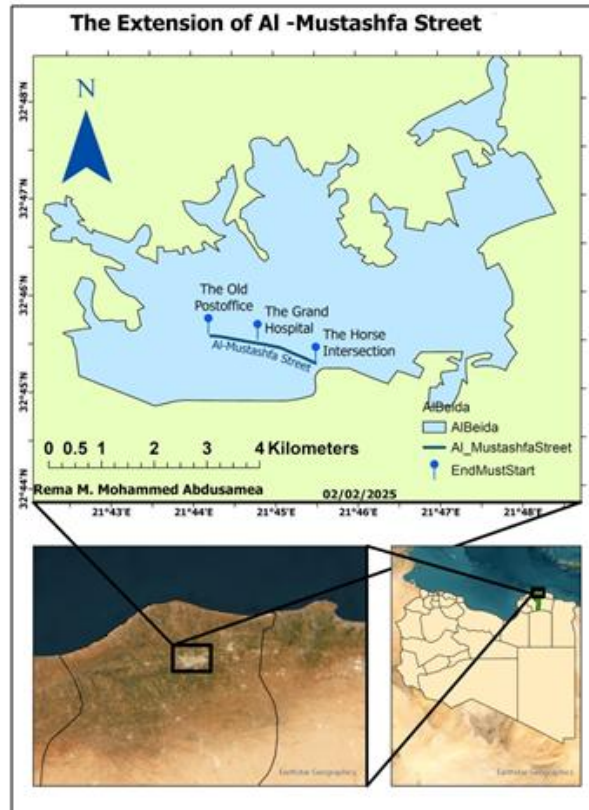 The Extension of Al -Mustashfa Street
N
32°48'N
32°47'N
32°46'N
32°45'N
32°44'N
The Old
Postoffice
The Grand
Hospital
The Horse
Intersection
Al-Mustashfa Street
AlBeida
AlBeida
Al_MustashfaStreet
EndMustStart
0 0.5 1 2 3 4 Kilometers
Rema M. Mohammed Abdusamea 02/02/2025
21°43'E 21°44'E 21°45'E 21°46'E 21°47'E 21°48'E
Earthstar Geographics
Earthstar Geographics